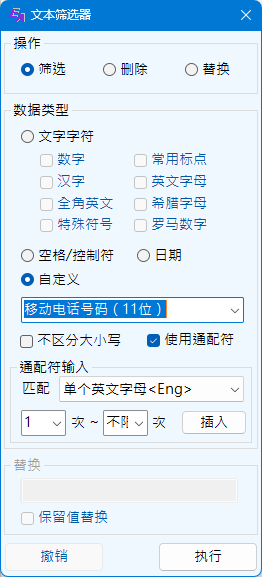 文本筛选器
操作
筛选 删除 替换
数据类型
文字字符
数字 常用标点
汉字 英文字母
全角英文 希腊字母
特殊符号 罗马数字
空格/控制符 日期
自定义
移动电话号码（11位）
不区分大小写 使用通配符
通配符输入
匹配 单个英文字母<Eng>
1 次 ~ 不限 次 插入
替换
保留值替换
撤销 执行